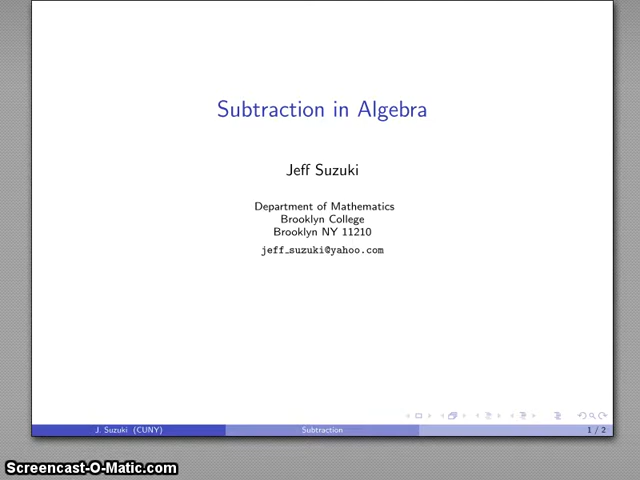 Subtraction in Algebra
Jeff Suzuki
Department of Mathematics
Brooklyn College
Brooklyn NY 11210
jeff_suzuki@yahoo.com
J. Suzuki (CUNY)
Subtraction
1 / 2
Screencast-O-Matic.com